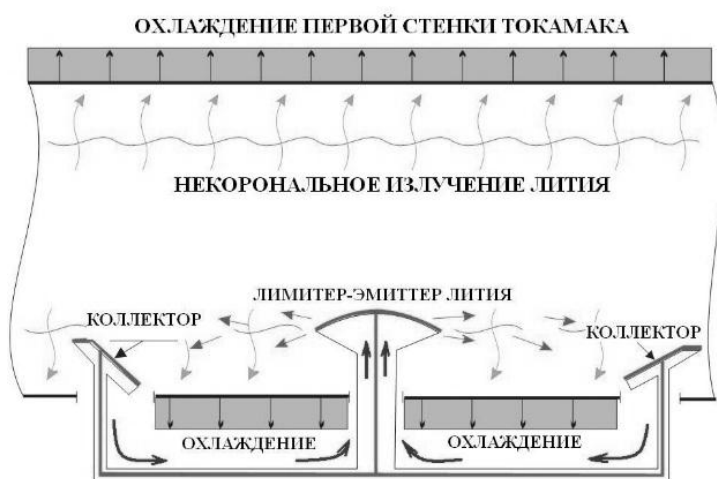 ОХЛАЖДЕНИЕ ПЕРВОЙ СТЕНКИ ТОКАМАКА
НЕКОРОНАЛЬНОЕ ИЗЛУЧЕНИЕ ЛИТИЯ
ЛИМИТЕР-ЭМИТТЕР ЛИТИЯ
КОЛЛЕКТОР
КОЛЛЕКТОР
ОХЛАЖДЕНИЕ
ОХЛАЖДЕНИЕ